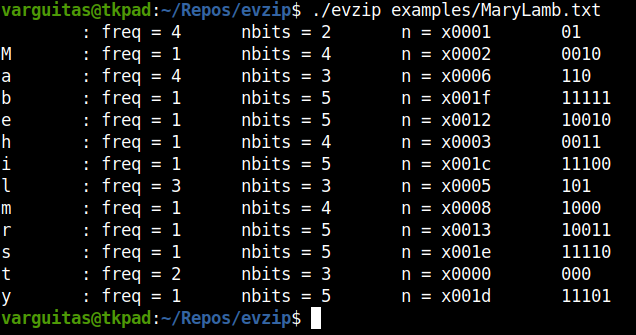 varguitas@tkpad:~/Repos/evzip$ ./evzip examples/MaryLamb.txt
        : freq = 4      nbits = 2       n = x0001       01
M       : freq = 1      nbits = 4       n = x0002       0010
a       : freq = 4      nbits = 3       n = x0006       110
b       : freq = 1      nbits = 5       n = x001f       11111
e       : freq = 1      nbits = 5       n = x0012       10010
h       : freq = 1      nbits = 4       n = x0003       0011
i       : freq = 1      nbits = 5       n = x001c       11100
l       : freq = 3      nbits = 3       n = x0005       101
m       : freq = 1      nbits = 4       n = x0008       1000
r       : freq = 1      nbits = 5       n = x0013       10011
s       : freq = 1      nbits = 5       n = x001e       11110
t       : freq = 2      nbits = 3       n = x0000       000
y       : freq = 1      nbits = 5       n = x001d       11101
varguitas@tkpad:~/Repos/evzip$